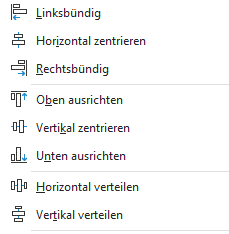 Linksbündig
Horizontal zentrieren
Rechtsbündig
Oben ausrichten
Vertikal zentrieren
Unten ausrichten
Horizontal verteilen
Vertikal verteilen